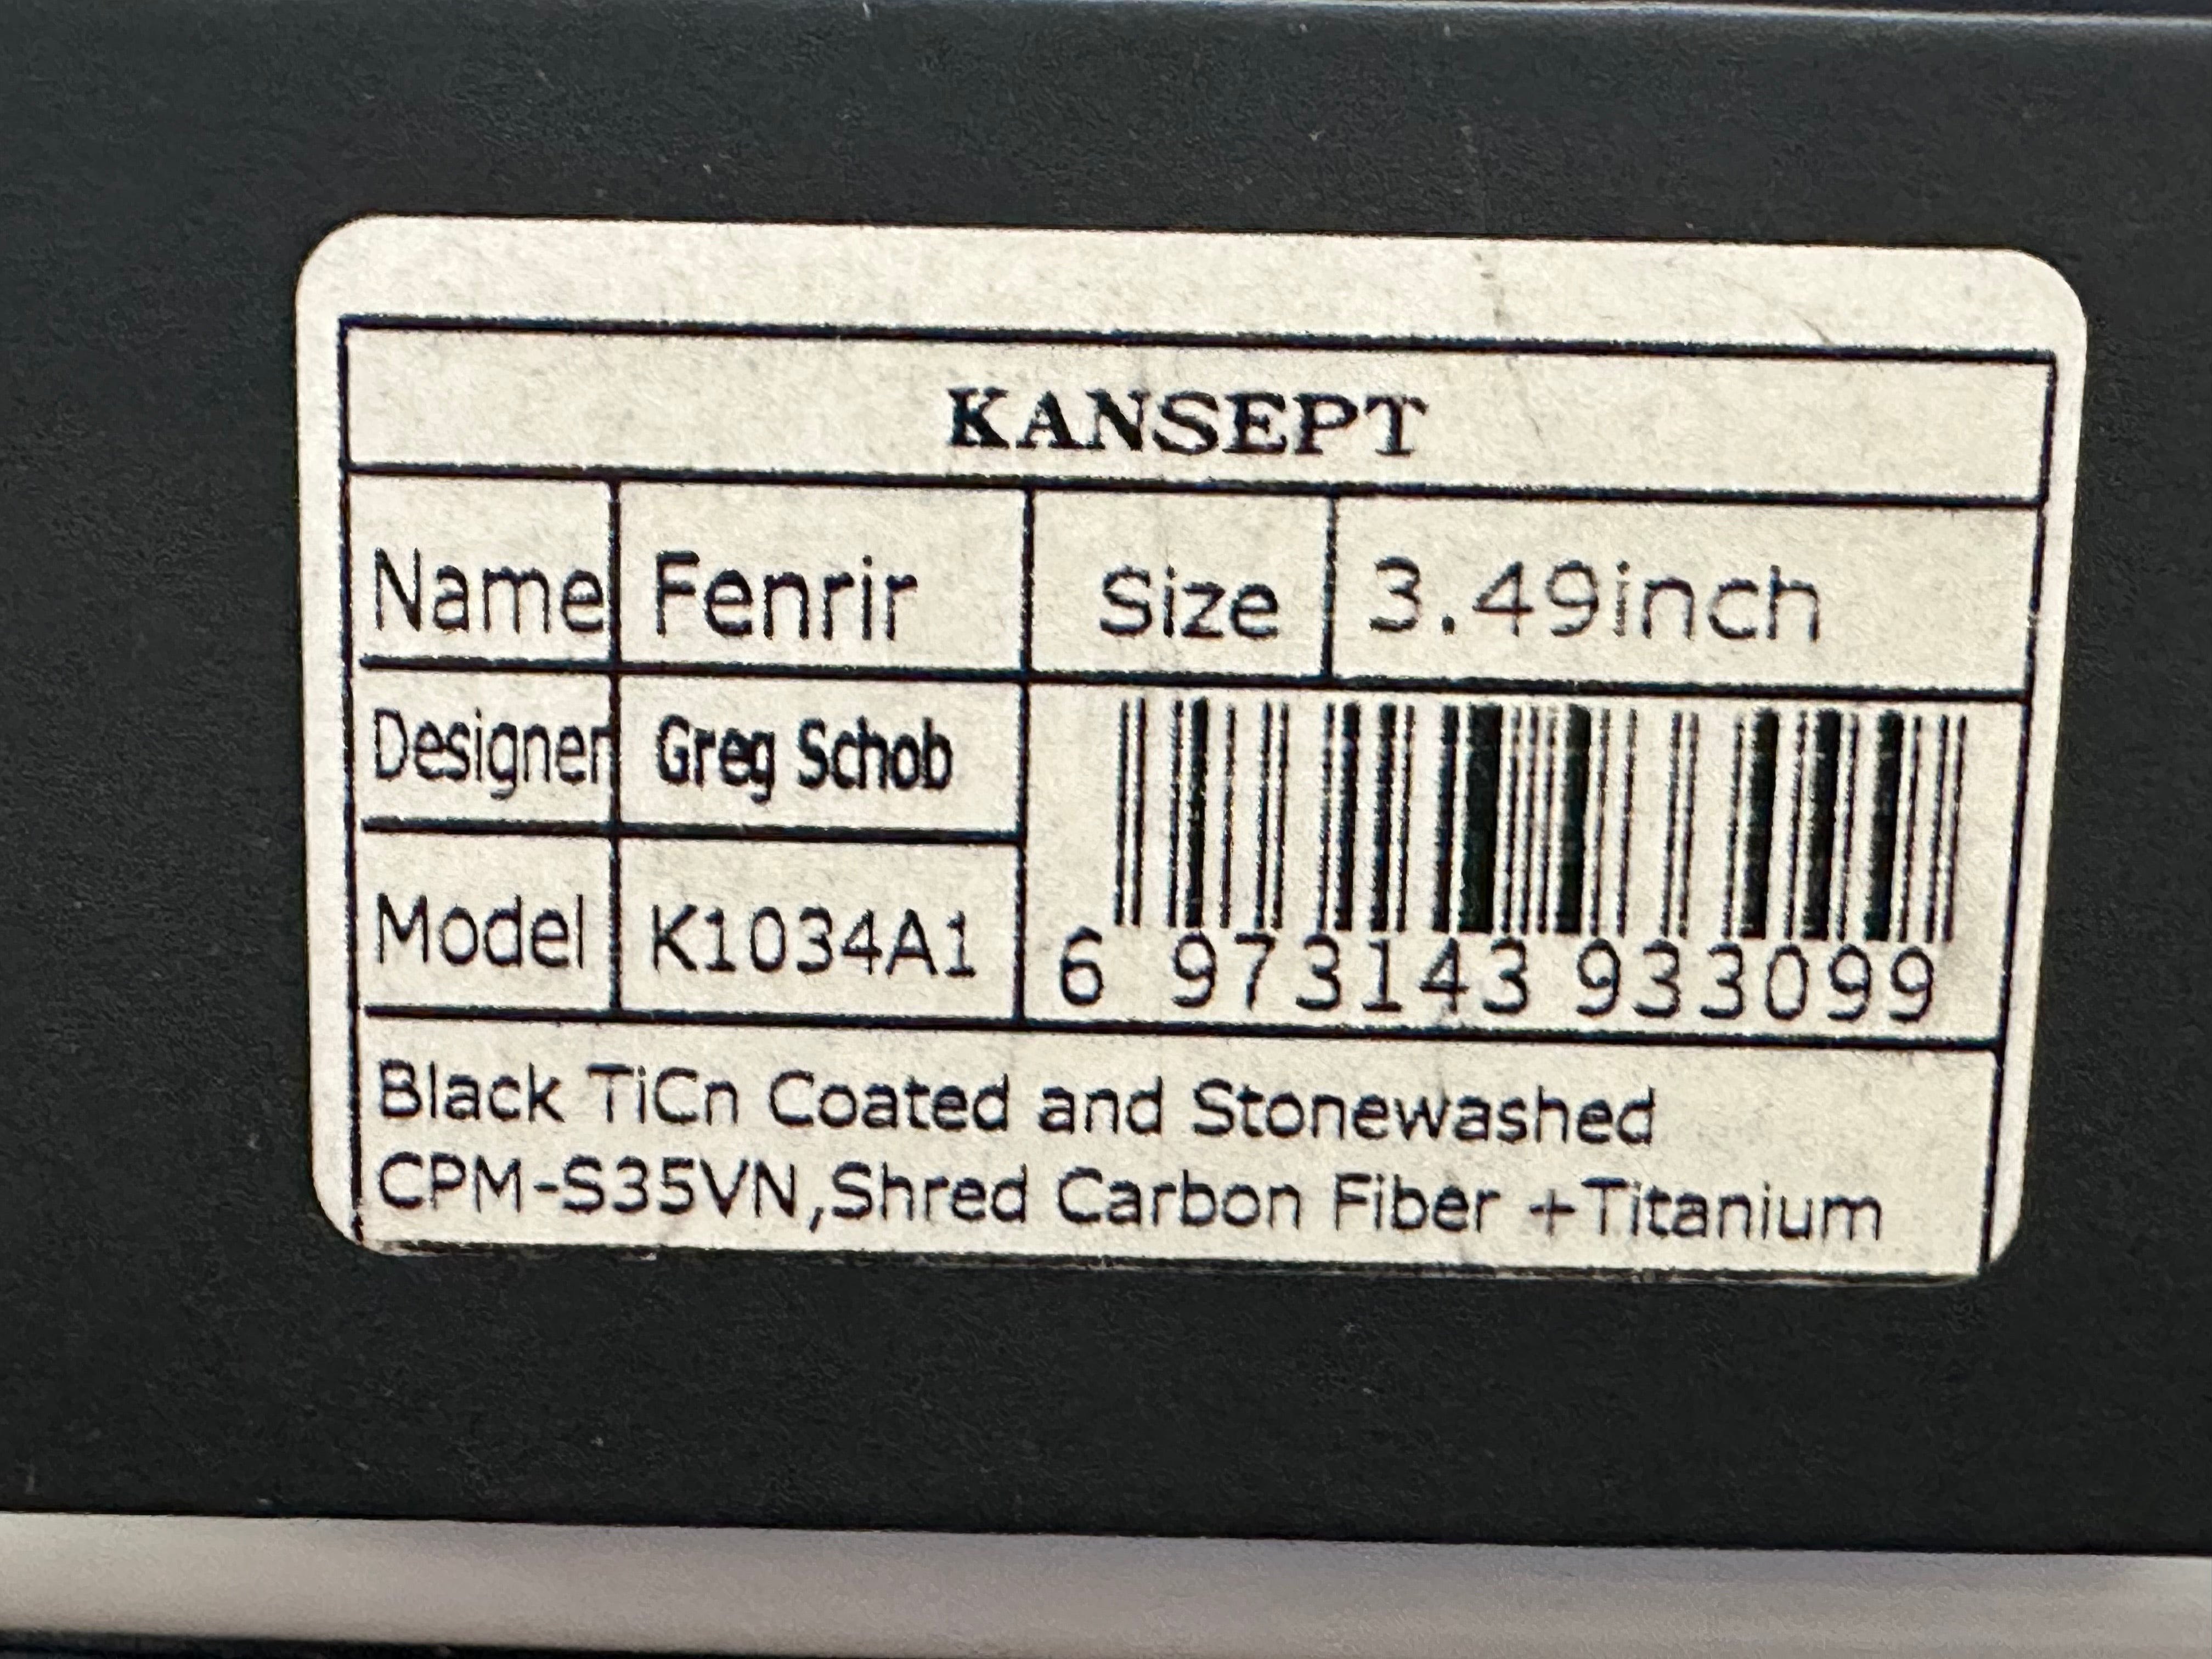 KANSEPT
Name Fenrir Size 3.49inch
Designer Greg Schob
Model K1034A1
6 973143 933099
Black TiCn Coated and Stonewashed
CPM-S35VN,Shred Carbon Fiber +Titanium